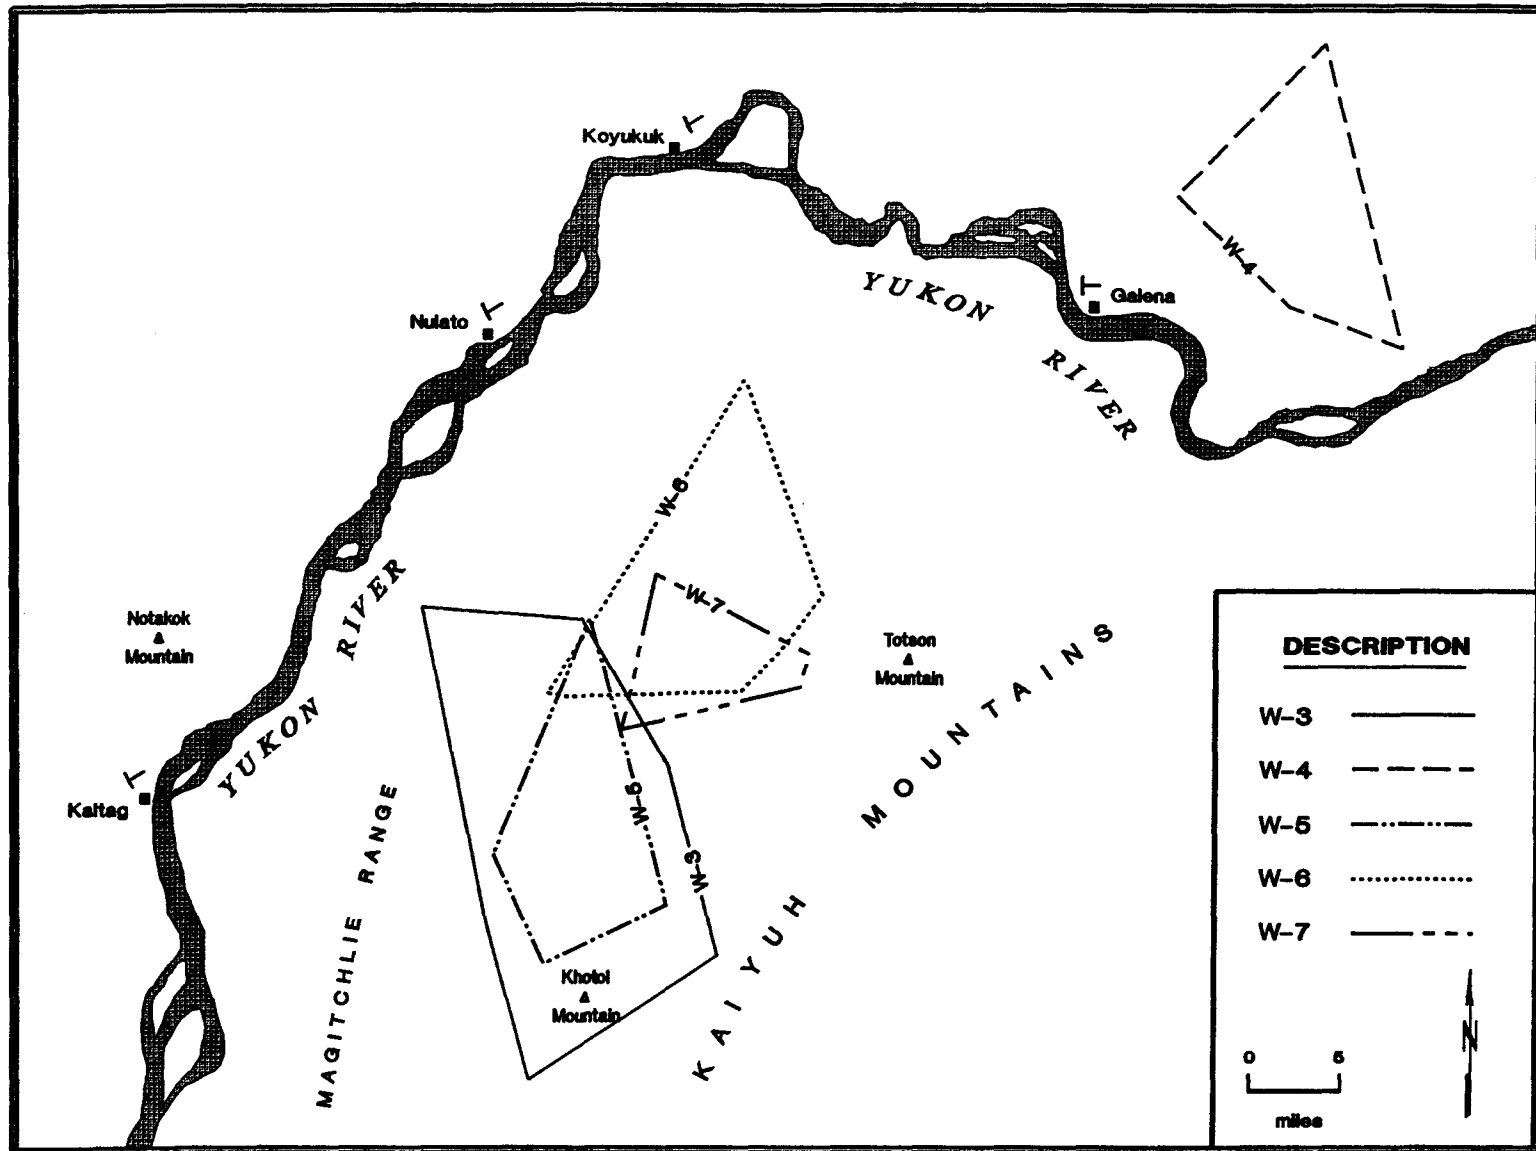 Koyukuk
W-4
YUKON RIVER
Galena
Nulato
W-6
YUKON RIVER
Notakok
Mountain
W-7
Totson
Mountain
Kaltag
MAGITCHLIE RANGE
W-5
W-3
KAIYUH MOUNTAINS
Khotol
Mountain
DESCRIPTION
W-3
W-4
W-5
W-6
W-7
N
0 5
miles